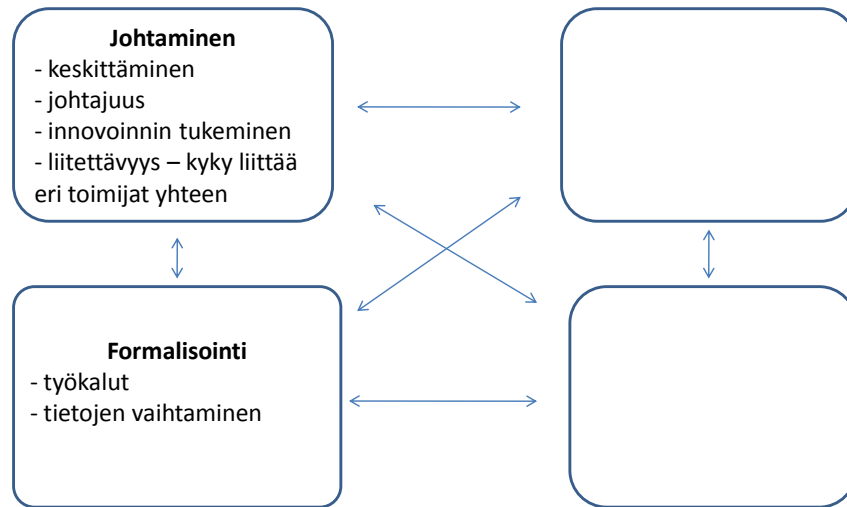 Johtaminen
- keskittäminen
- johtajuus
- innovoinnin tukeminen
- liitettävyys – kyky liittää
eri toimijat yhteen
Formalisointi
- työkalut
- tietojen vaihtaminen